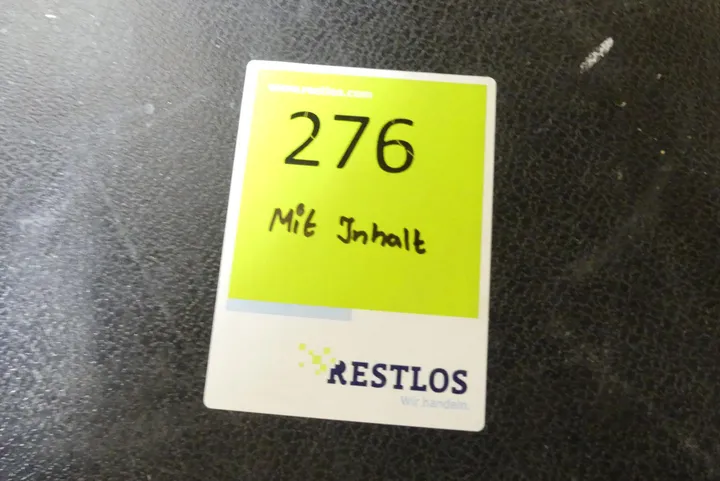 www.restlos.com
276
Mit Inhalt
RESTLOS
Wir handeln